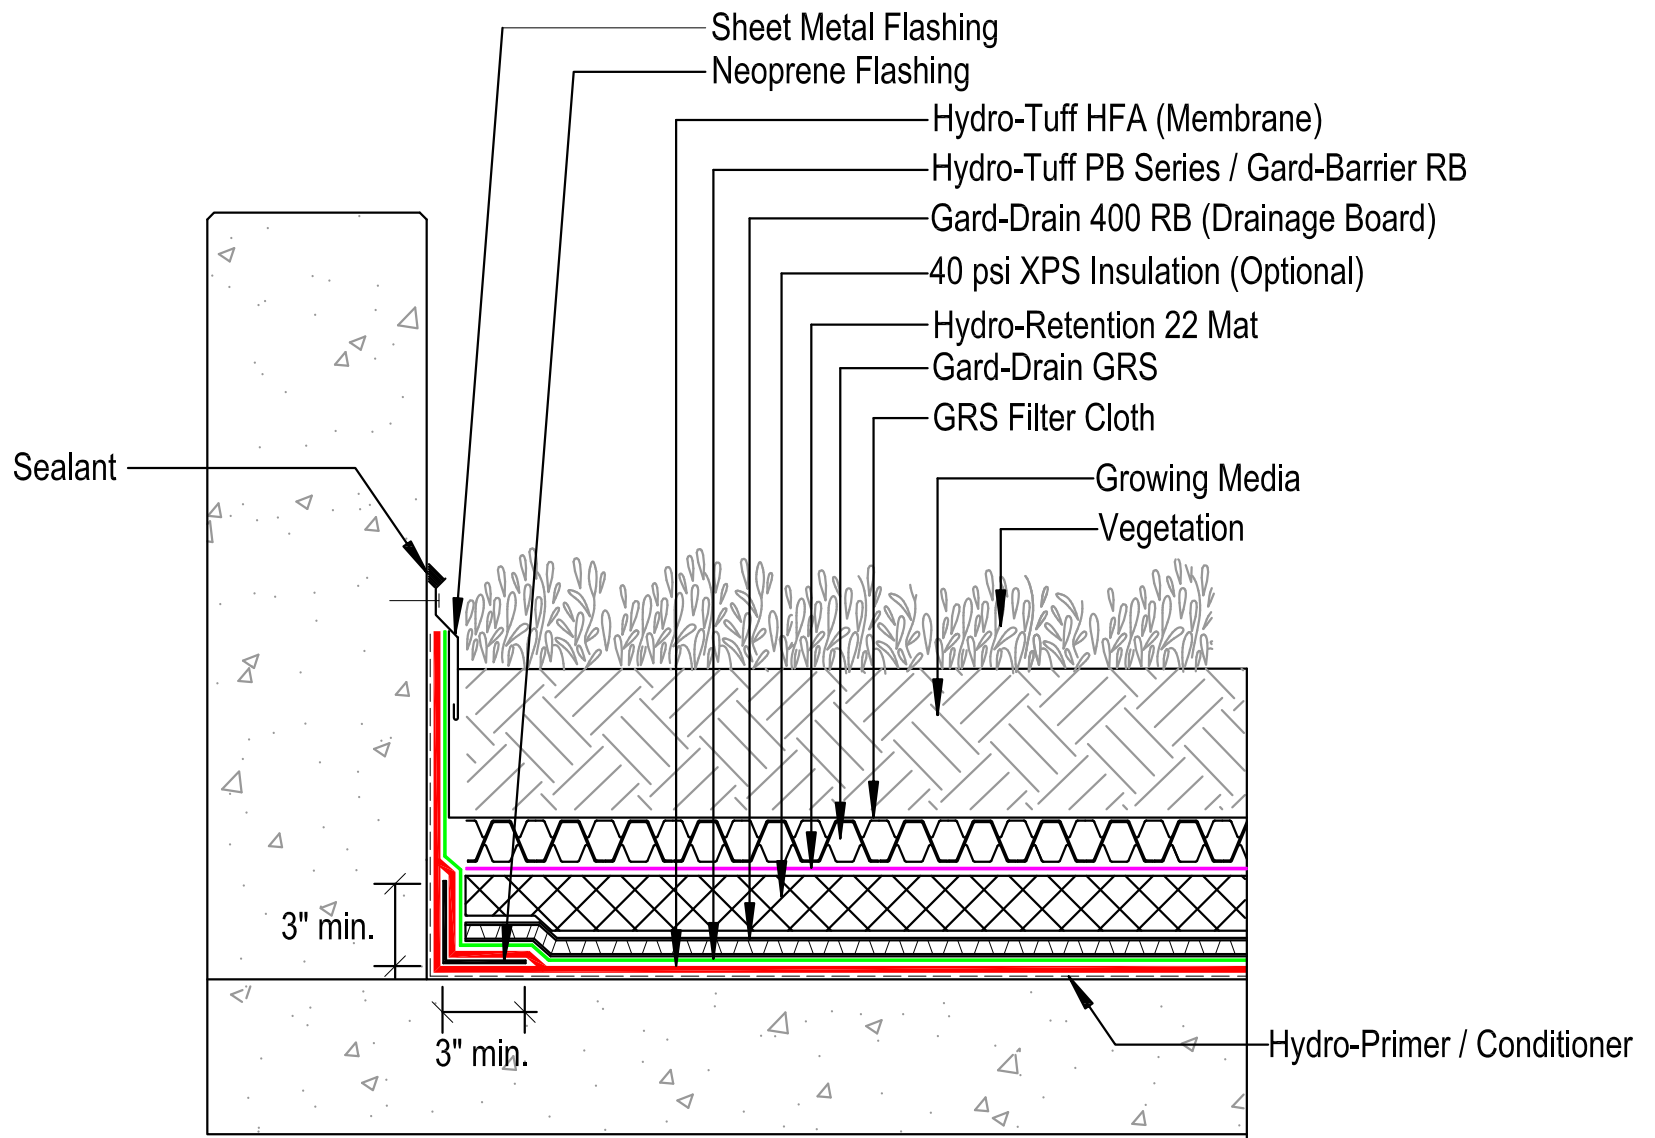 Sheet Metal Flashing
Neoprene Flashing
Hydro-Tuff HFA (Membrane)
Hydro-Tuff PB Series / Gard-Barrier RB
Gard-Drain 400 RB (Drainage Board)
40 psi XPS Insulation (Optional)
Hydro-Retention 22 Mat
Gard-Drain GRS
GRS Filter Cloth
Sealant
Growing Media
Vegetation
3" min.
3" min.
Hydro-Primer / Conditioner